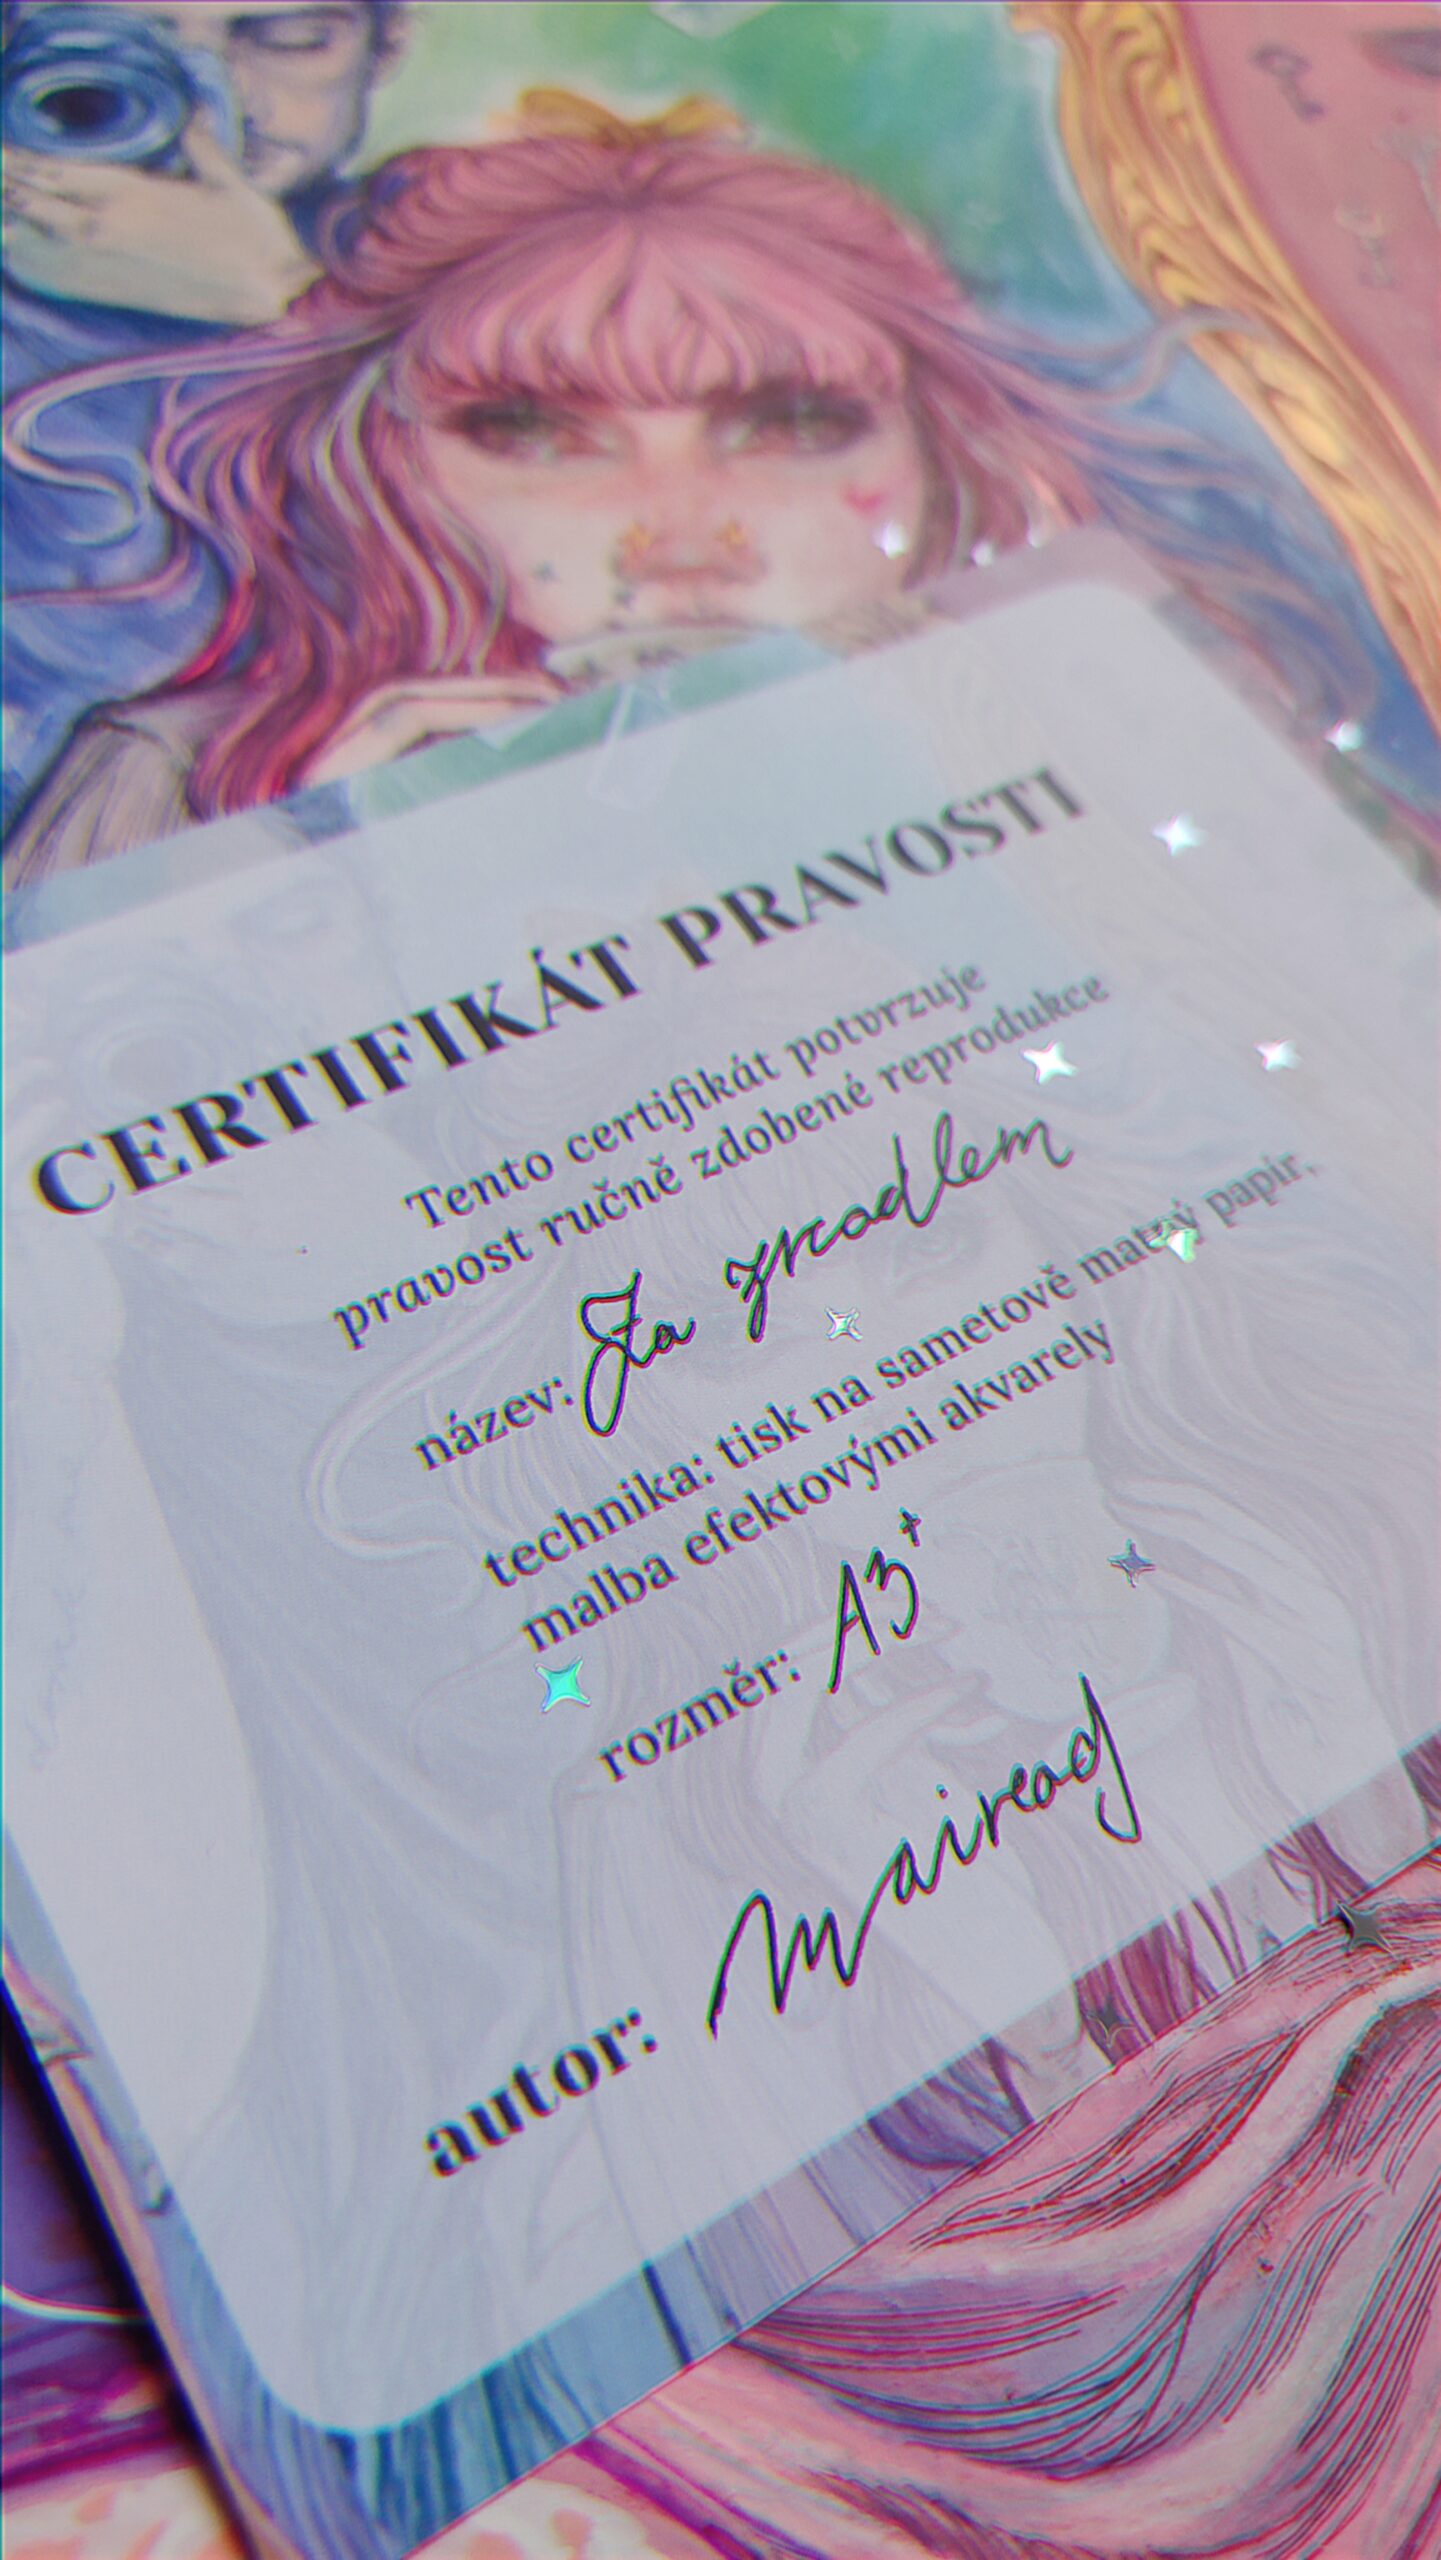 CERTIFIKÁT PRAVOSTI
Tento certifikát potvrzuje
pravost ručně zdobené reprodukce
název: Za zrcadlem
technika: tisk na sametově matný papír,
malba efektovými akvarely
rozměr: A3+
autor: Mairead